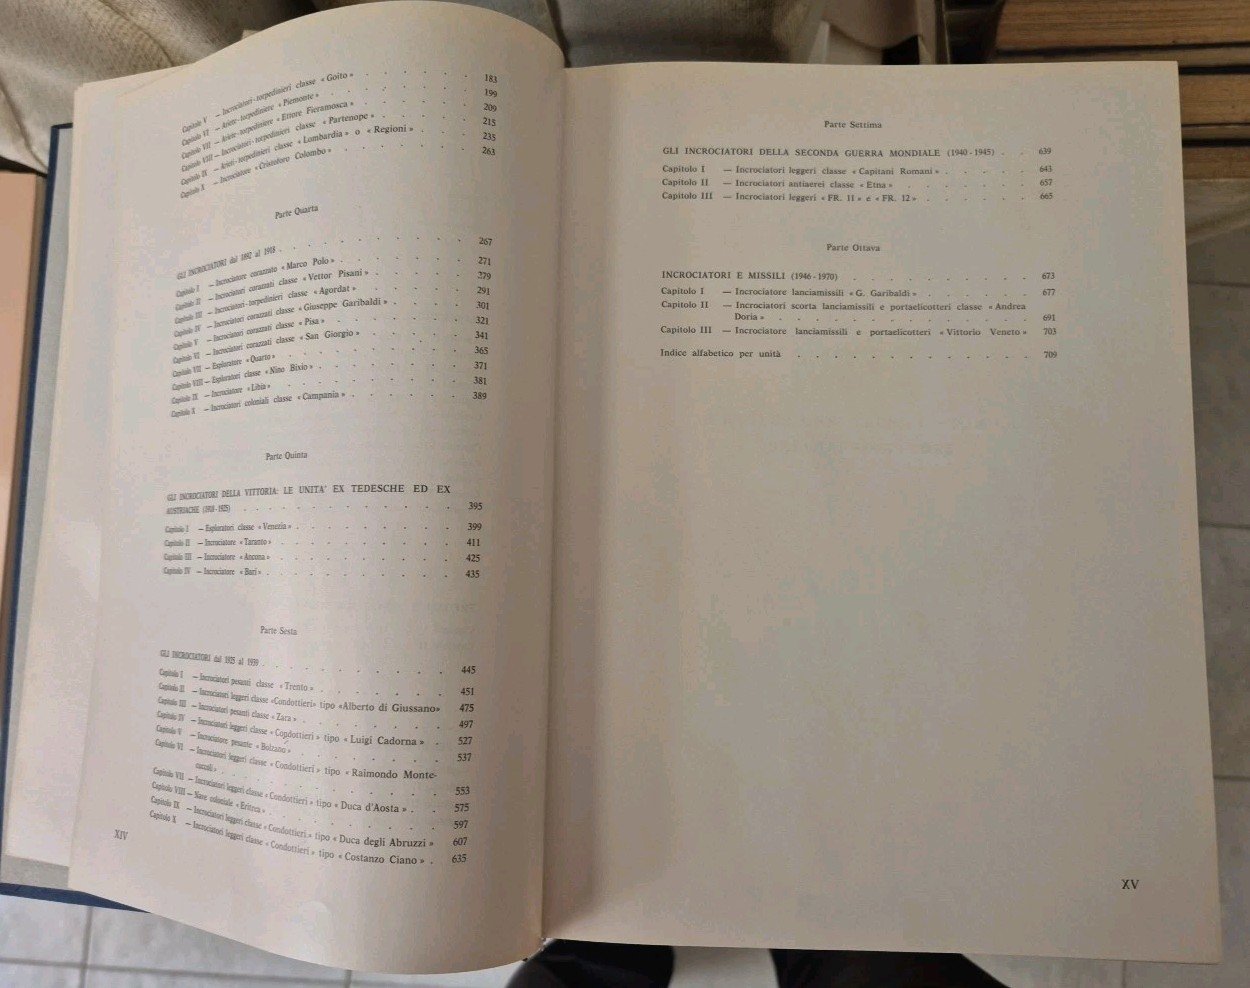 Capitolo V — Incrociatori-torpedinieri classe « Goito » . . . . . . 183
Capitolo VI — Ariete-torpediniere « Piemonte » . . . . . . . 199
Capitolo VII — Ariete-torpediniere « Ettore Fieramosca » . . . . . 209
Capitolo VIII — Incrociatori-torpedinieri classe « Partenope » . . . . 215
Capitolo IX — Arieti-torpedinieri classe « Lombardia » o « Regioni » . . . 235
Capitolo X — Incrociatore « Cristoforo Colombo » . . . . . . . 263
Parte Quarta
GLI INCROCIATORI dal 1892 al 1918 . . . . . . . . 267
Capitolo I — Incrociatore corazzato « Marco Polo » . . . . . . 271
Capitolo II — Incrociatori corazzati classe « Vettor Pisani » . . . . . 279
Capitolo III — Incrociatori-torpedinieri classe « Agordat » . . . . . 291
Capitolo IV — Incrociatori corazzati classe « Giuseppe Garibaldi » . . . . 301
Capitolo V — Incrociatori corazzati classe « Pisa » . . . . . . 321
Capitolo VI — Incrociatori corazzati classe « San Giorgio » . . . . . 341
Capitolo VII — Esploratore « Quarto » . . . . . . . . 365
Capitolo VIII — Esploratori classe « Nino Bixio » . . . . . . 371
Capitolo IX — Incrociatore « Libia » . . . . . . . . 381
Capitolo X — Incrociatori coloniali classe « Campania » . . . . . 389
Parte Quinta
GLI INCROCIATORI DELLA VITTORIA: LE UNITA' EX TEDESCHE ED EX
AUSTRIACHE (1918 - 1925) . . . . . . . . . . 395
Capitolo I — Esploratori classe « Venezia » . . . . . . . . 399
Capitolo II — Incrociatore « Taranto » . . . . . . . . 411
Capitolo III — Incrociatore « Ancona » . . . . . . . . 425
Capitolo IV — Incrociatore « Bari » . . . . . . . . . 435
Parte Sesta
GLI INCROCIATORI dal 1925 al 1939 . . . . . . . . 445
Capitolo I — Incrociatori pesanti classe « Trento » . . . . . . 451
Capitolo II — Incrociatori leggeri classe «Condottieri» tipo «Alberto di Giussano» 475
Capitolo III — Incrociatori pesanti classe « Zara » . . . . . . 497
Capitolo IV — Incrociatori leggeri classe « Condottieri » tipo « Luigi Cadorna » . 527
Capitolo V — Incrociatore pesante « Bolzano » . . . . . . 537
Capitolo VI — Incrociatori leggeri classe « Condottieri » tipo « Raimondo Monte-
cuccoli » . . . . . . . . . 553
Capitolo VII — Incrociatori leggeri classe « Condottieri » tipo « Duca d'Aosta » . . 575
Capitolo VIII — Nave coloniale « Eritrea » . . . . . . . 597
Capitolo IX — Incrociatori leggeri classe « Condottieri » tipo « Duca degli Abruzzi » 607
Capitolo X — Incrociatori leggeri classe « Condottieri » tipo « Costanzo Ciano » . 635
XIV
Parte Settima
GLI INCROCIATORI DELLA SECONDA GUERRA MONDIALE (1940 - 1945) . . 639
Capitolo I — Incrociatori leggeri classe « Capitani Romani » . . . . . 643
Capitolo II — Incrociatori antiaerei classe « Etna » . . . . . . . 657
Capitolo III — Incrociatori leggeri « FR. 11 » e « FR. 12 » . . . . . . 665
Parte Ottava
INCROCIATORI E MISSILI (1946 - 1970) . . . . . . . . . 673
Capitolo I — Incrociatore lanciamissili « G. Garibaldi » . . . . . . 677
Capitolo II — Incrociatori scorta lanciamissili e portaelicotteri classe « Andrea
Doria » . . . . . . . . . . . . . 691
Capitolo III — Incrociatore lanciamissili e portaelicotteri « Vittorio Veneto » 703
Indice alfabetico per unità . . . . . . . . . . . . 709
XV